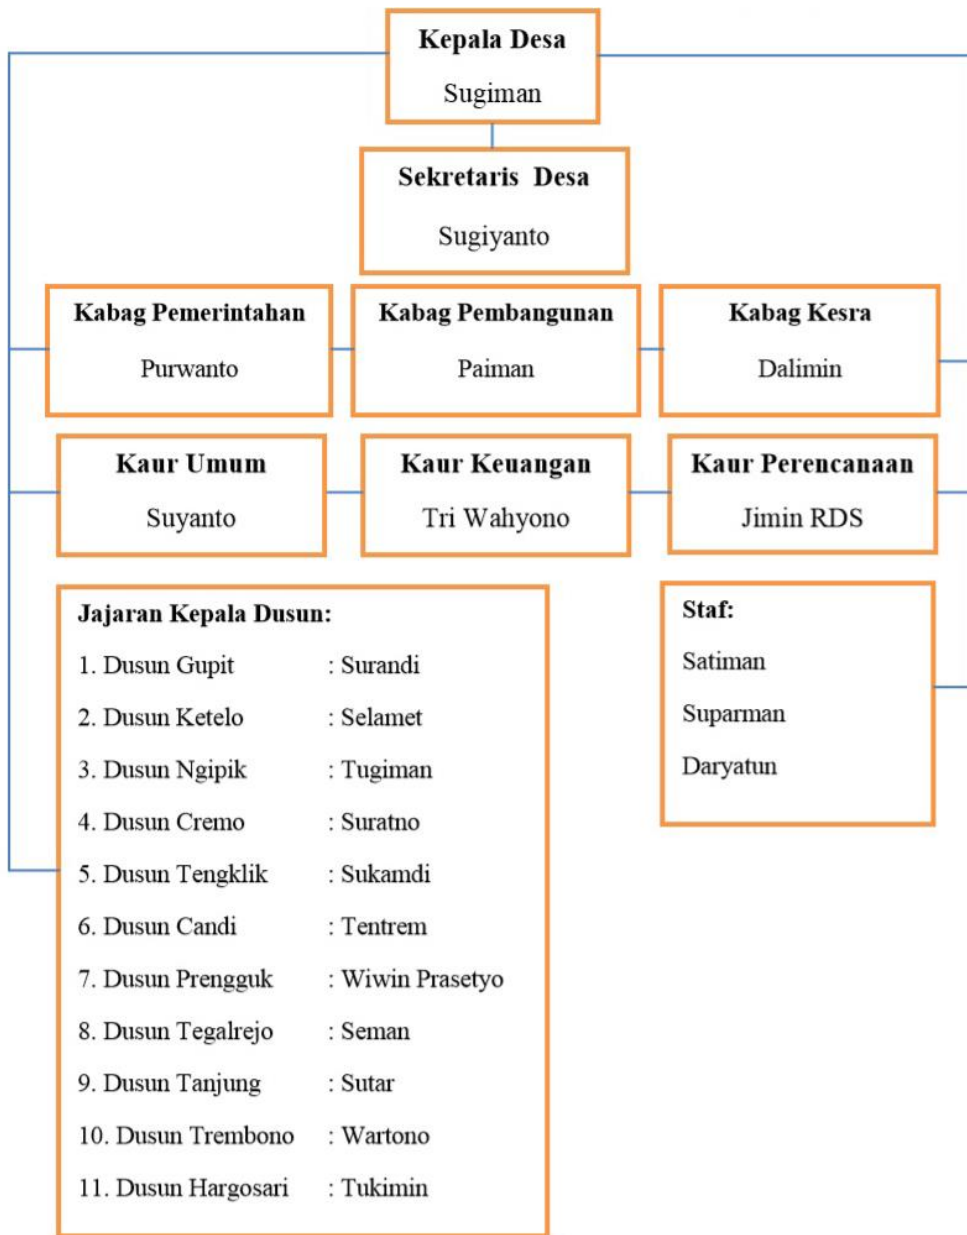 Kepala Desa
Sugiman
Sekretaris Desa
Sugiyanto
Kabag Pemerintahan
Purwanto
Kabag Pembangunan
Paiman
Kabag Kesra
Dalimin
Kaur Umum
Suyanto
Kaur Keuangan
Tri Wahyono
Kaur Perencanaan
Jimin RDS
Jajaran Kepala Dusun:
1. Dusun Gupit : Surandi
2. Dusun Ketelo : Selamet
3. Dusun Ngipik : Tugiman
4. Dusun Cremo : Suratno
5. Dusun Tengklik : Sukamdi
6. Dusun Candi : Tentrem
7. Dusun Prengguk : Wiwin Prasetyo
8. Dusun Tegalrejo : Seman
9. Dusun Tanjung : Sutar
10. Dusun Trembono : Wartono
11. Dusun Hargosari : Tukimin
Staf:
Satiman
Suparman
Daryatun